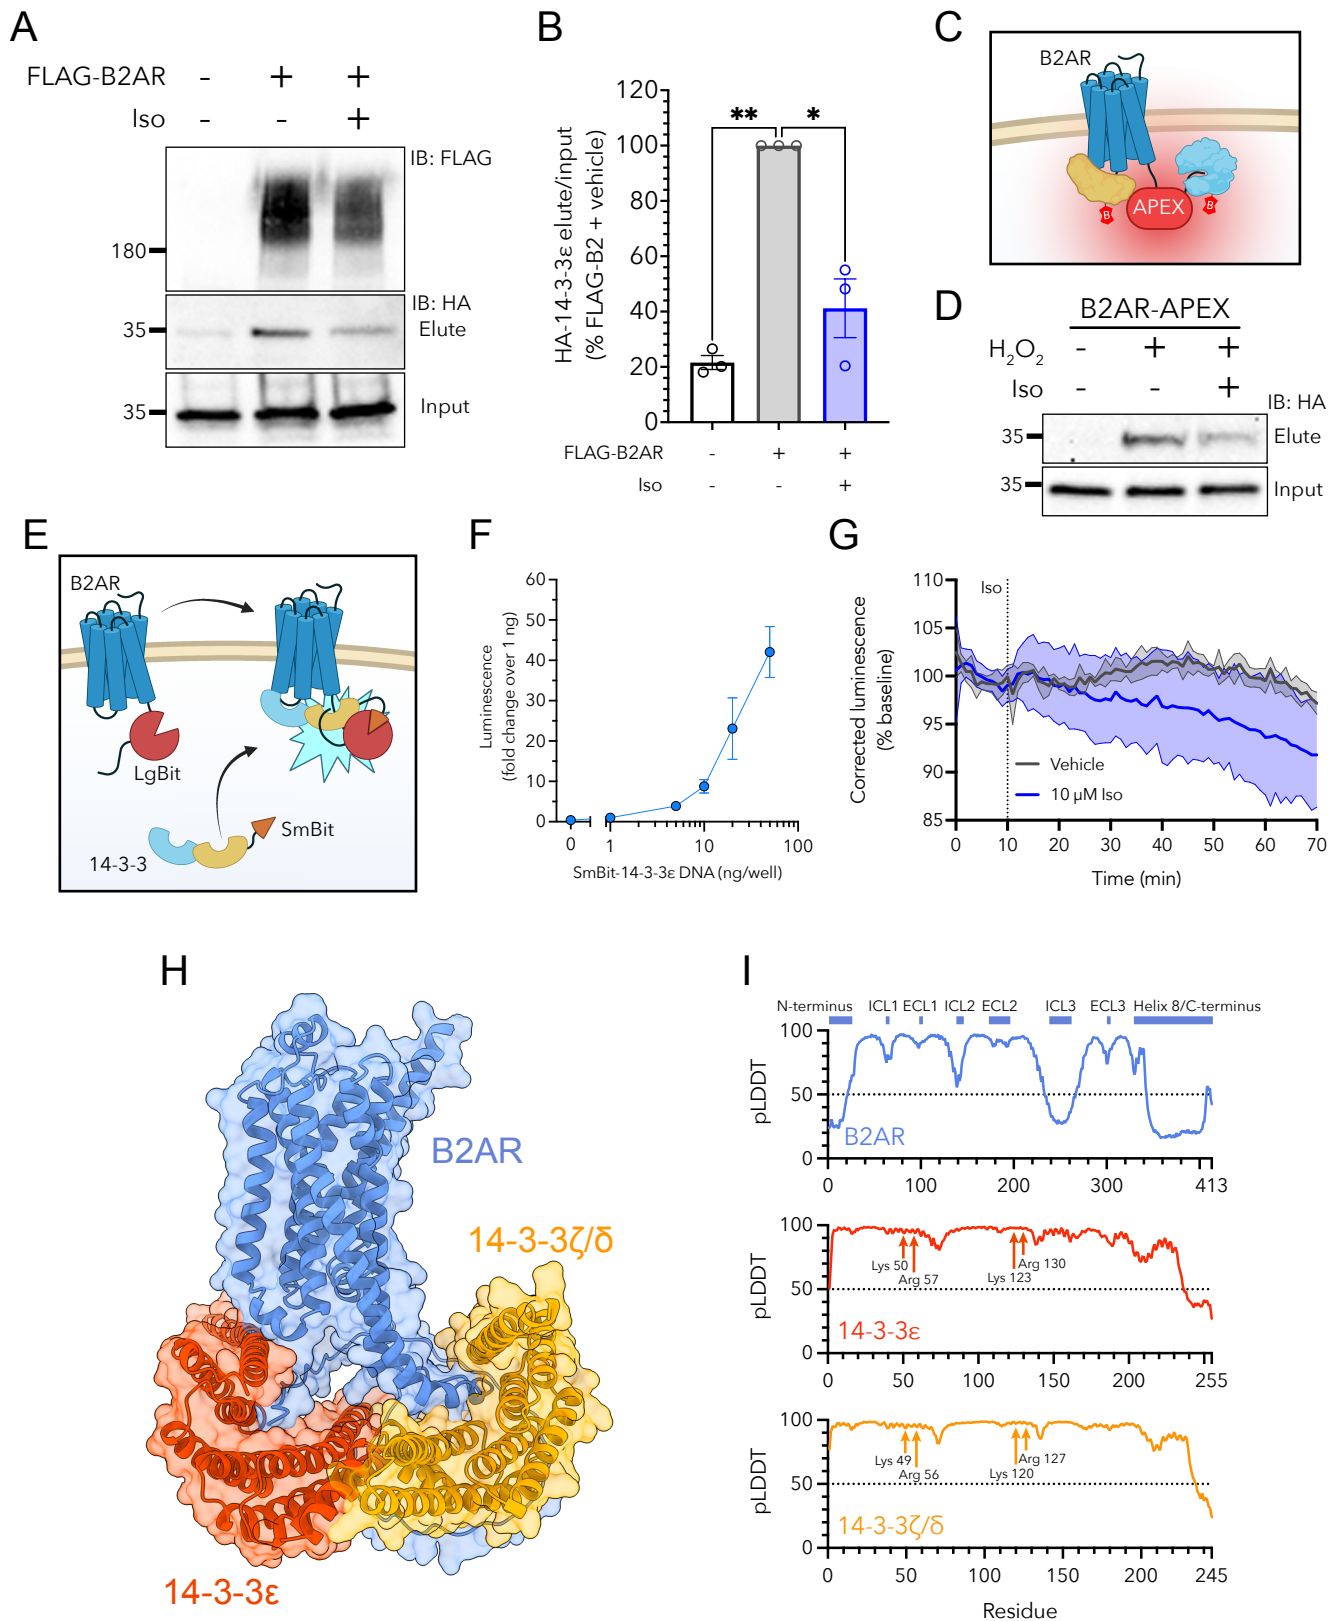 A
FLAG-B2AR - + +
Iso - - +
IB: FLAG
180
IB: HA
35 Elute
35 Input
B
HA-14-3-3ε elute/input
(% FLAG-B2 + vehicle)
120
100
80
60
40
20
0
** *
FLAG-B2AR - + +
Iso - - +
C
B2AR
APEX
B
B
D
B2AR-APEX
H₂O₂ - + +
Iso - - +
IB: HA
35 Elute
35 Input
E
B2AR
LgBit
SmBit
14-3-3
F
Luminescence
(fold change over 1 ng)
60
50
40
30
20
10
0
0 1 10 100
SmBit-14-3-3ε DNA (ng/well)
G
Corrected luminescence
(% baseline)
110
105
100
95
90
85
Iso
Vehicle
10 µM Iso
0 10 20 30 40 50 60 70
Time (min)
H
B2AR
14-3-3ζ/δ
14-3-3ε
I
N-terminus ICL1 ECL1 ICL2 ECL2 ICL3 ECL3 Helix 8/C-terminus
pLDDT
100
50
0
B2AR
0 100 200 300 413
pLDDT
100
50
0
Lys 50
Arg 57
Lys 123
Arg 130
14-3-3ε
0 50 100 150 200 255
pLDDT
100
50
0
Lys 49
Arg 56
Lys 120
Arg 127
14-3-3ζ/δ
0 50 100 150 200 245
Residue